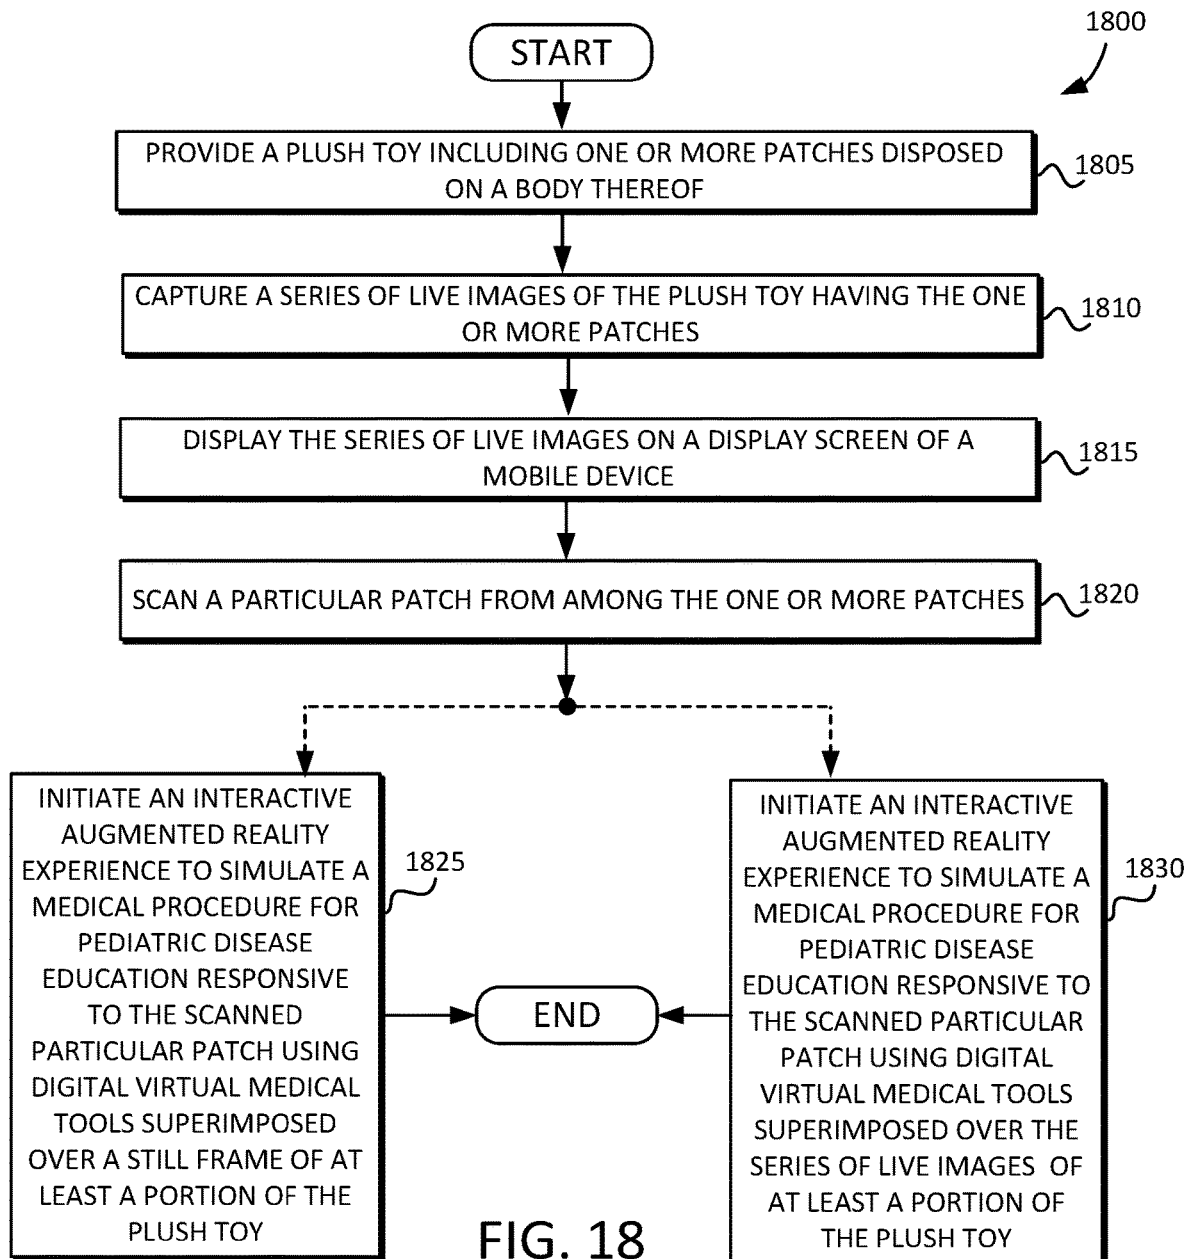 1800
START
PROVIDE A PLUSH TOY INCLUDING ONE OR MORE PATCHES DISPOSED
ON A BODY THEREOF
1805
CAPTURE A SERIES OF LIVE IMAGES OF THE PLUSH TOY HAVING THE ONE
OR MORE PATCHES
1810
DISPLAY THE SERIES OF LIVE IMAGES ON A DISPLAY SCREEN OF A
MOBILE DEVICE
1815
SCAN A PARTICULAR PATCH FROM AMONG THE ONE OR MORE PATCHES
1820
INITIATE AN INTERACTIVE
AUGMENTED REALITY
EXPERIENCE TO SIMULATE A
MEDICAL PROCEDURE FOR
PEDIATRIC DISEASE
EDUCATION RESPONSIVE
TO THE SCANNED
PARTICULAR PATCH USING
DIGITAL VIRTUAL MEDICAL
TOOLS SUPERIMPOSED
OVER A STILL FRAME OF AT
LEAST A PORTION OF THE
PLUSH TOY
1825
END
INITIATE AN INTERACTIVE
AUGMENTED REALITY
EXPERIENCE TO SIMULATE A
MEDICAL PROCEDURE FOR
PEDIATRIC DISEASE
EDUCATION RESPONSIVE TO
THE SCANNED PARTICULAR
PATCH USING DIGITAL
VIRTUAL MEDICAL TOOLS
SUPERIMPOSED OVER THE
SERIES OF LIVE IMAGES OF
AT LEAST A PORTION OF
THE PLUSH TOY
1830
FIG. 18